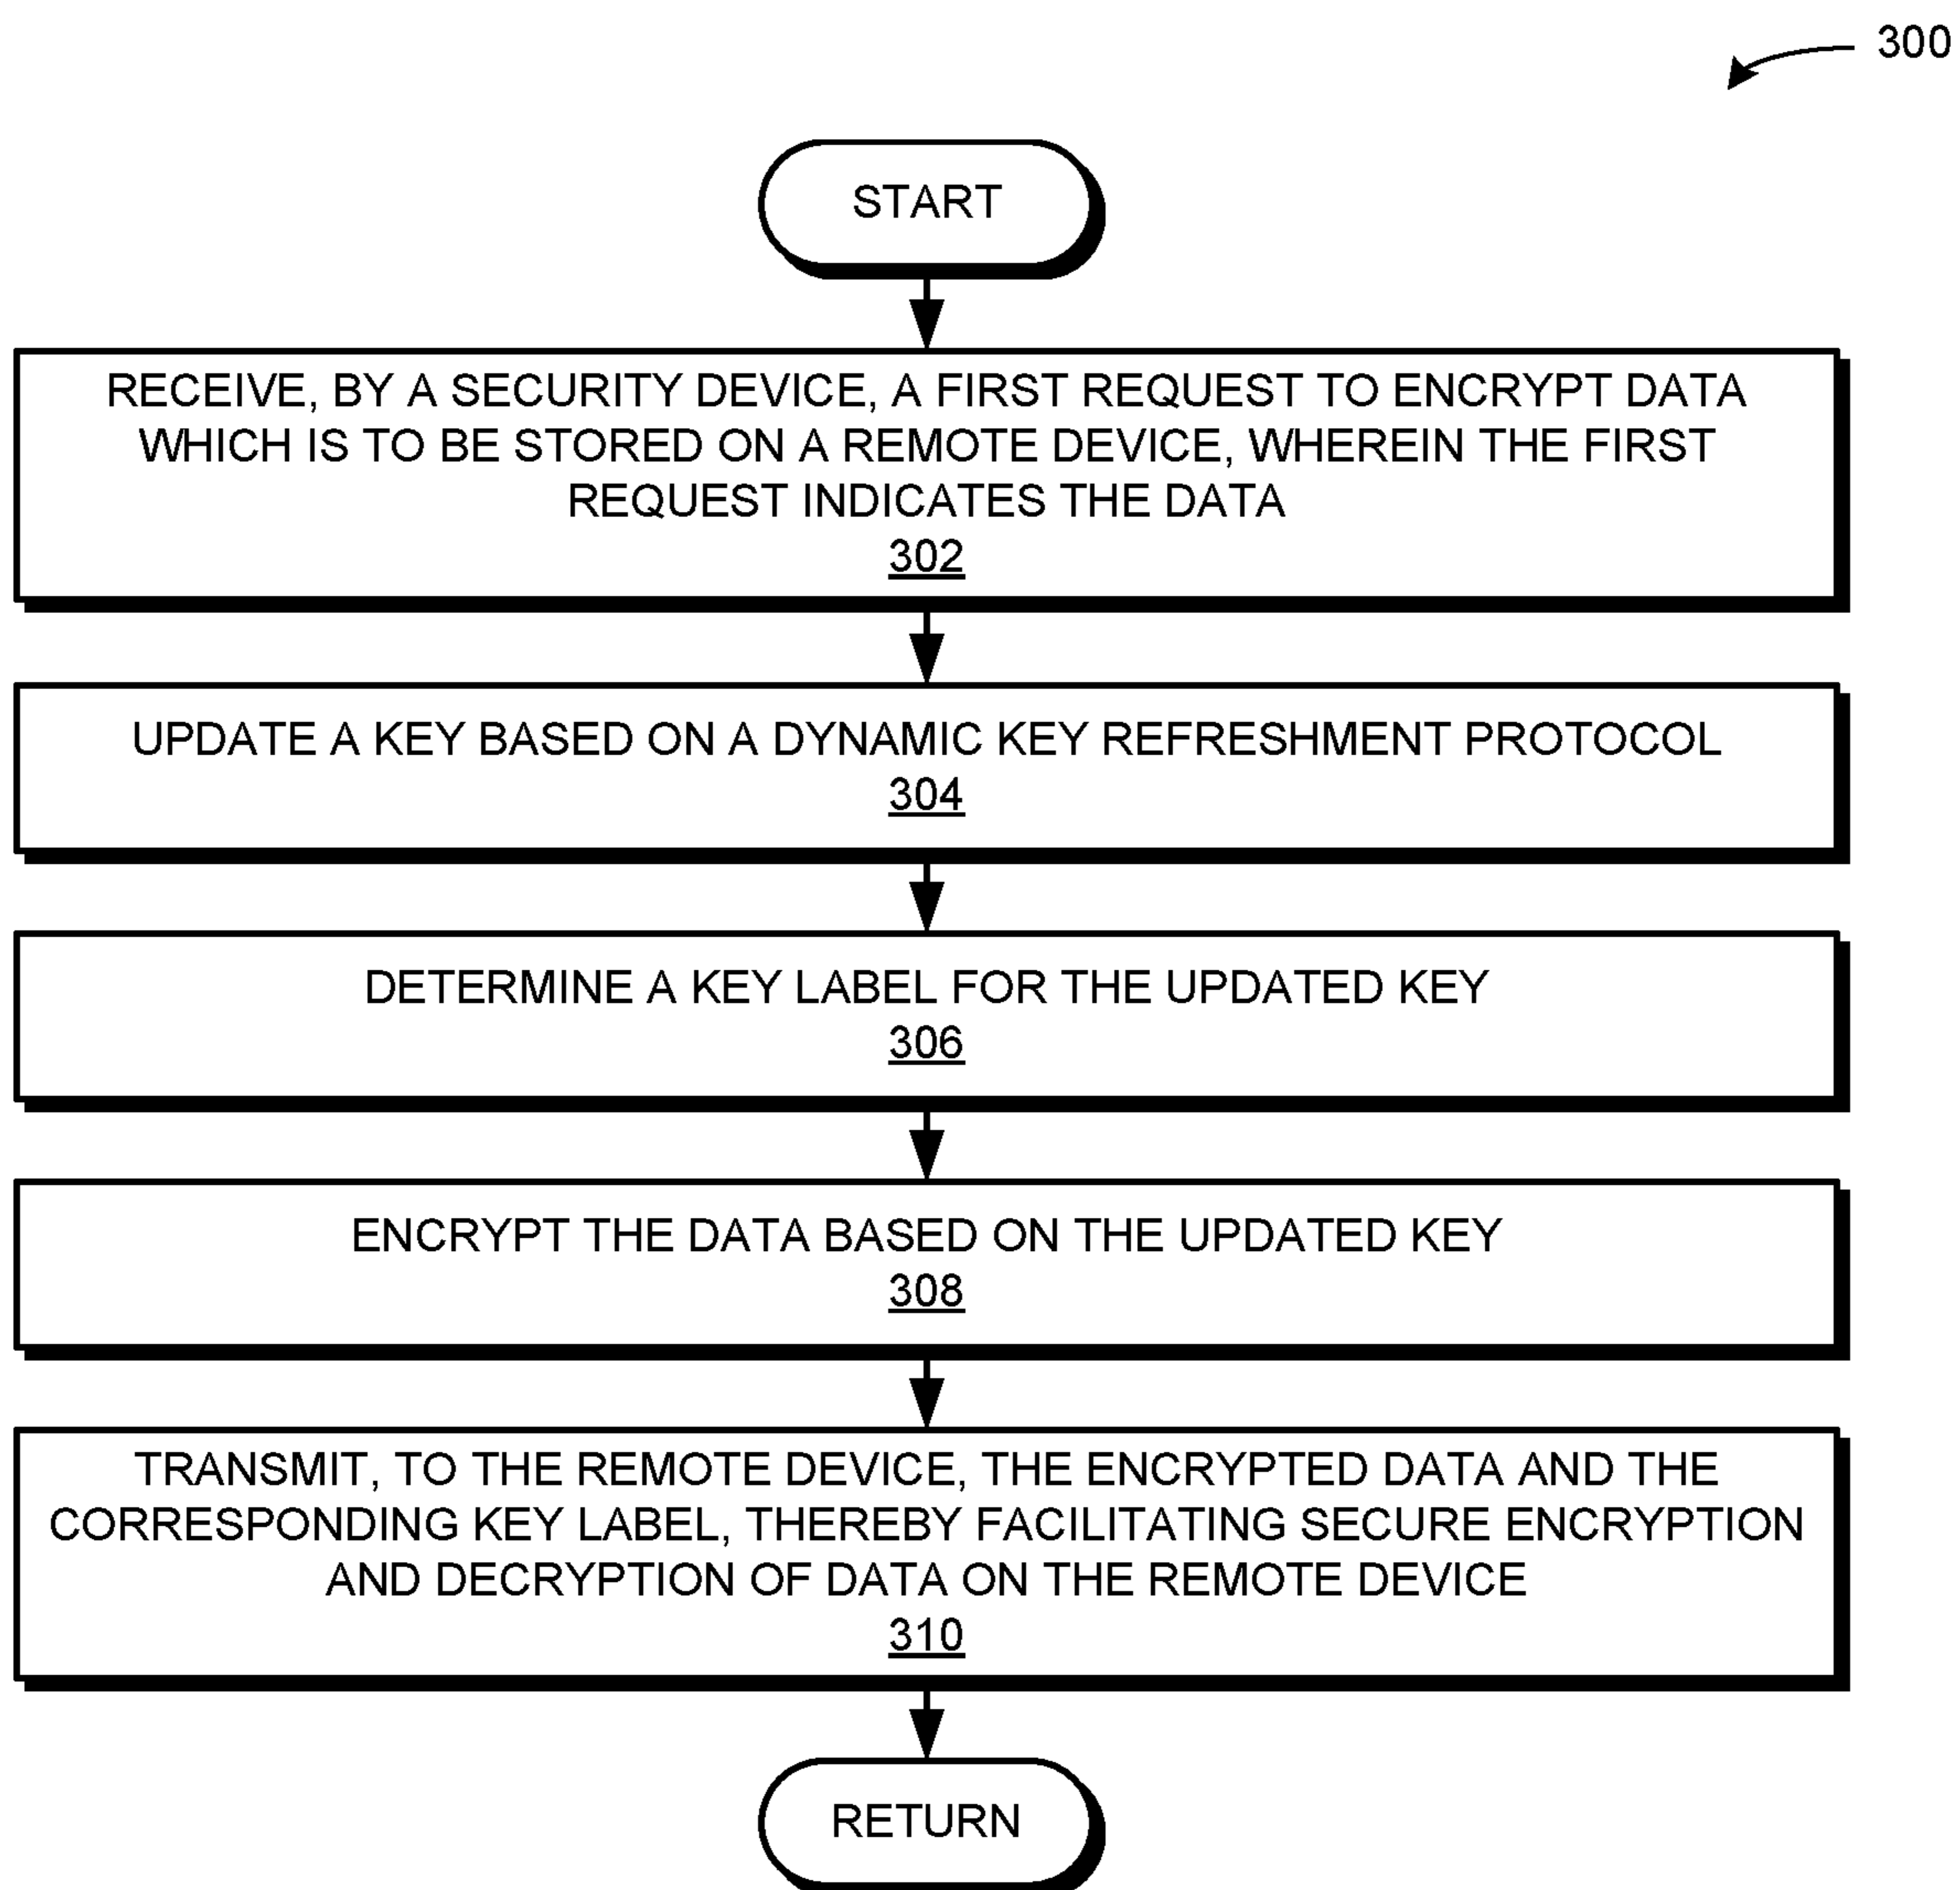 300
START
RECEIVE, BY A SECURITY DEVICE, A FIRST REQUEST TO ENCRYPT DATA
WHICH IS TO BE STORED ON A REMOTE DEVICE, WHEREIN THE FIRST
REQUEST INDICATES THE DATA
302
UPDATE A KEY BASED ON A DYNAMIC KEY REFRESHMENT PROTOCOL
304
DETERMINE A KEY LABEL FOR THE UPDATED KEY
306
ENCRYPT THE DATA BASED ON THE UPDATED KEY
308
TRANSMIT, TO THE REMOTE DEVICE, THE ENCRYPTED DATA AND THE
CORRESPONDING KEY LABEL, THEREBY FACILITATING SECURE ENCRYPTION
AND DECRYPTION OF DATA ON THE REMOTE DEVICE
310
RETURN